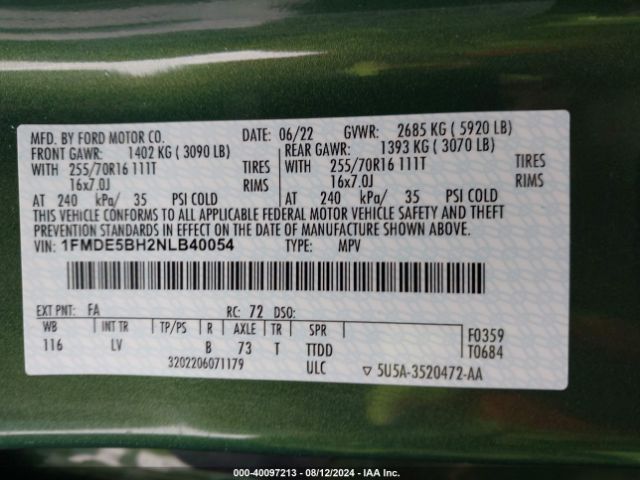 MFD. BY FORD MOTOR CO. DATE: 06/22 GVWR: 2685 KG ( 5920 LB)
FRONT GAWR: 1402 KG ( 3090 LB) REAR GAWR: 1393 KG ( 3070 LB)
WITH 255/70R16 111T TIRES WITH 255/70R16 111T TIRES
16x7.0J RIMS 16x7.0J RIMS
AT 240 kPa/ 35 PSI COLD AT 240 kPa/ 35 PSI COLD
THIS VEHICLE CONFORMS TO ALL APPLICABLE FEDERAL MOTOR VEHICLE SAFETY AND THEFT
PREVENTION STANDARDS IN EFFECT ON THE DATE OF MANUFACTURE SHOWN ABOVE.
VIN: 1FMDE5BH2NLB40054 TYPE: MPV
EXT PNT: FA RC: 72 DSO:
WB INT TR TP/PS R AXLE TR SPR F0359
116 LV B 73 T TTDD T0684
3202206071179 ULC ▽ 5U5A-3520472-AA
000-40097213 - 08/12/2024 - IAA Inc.